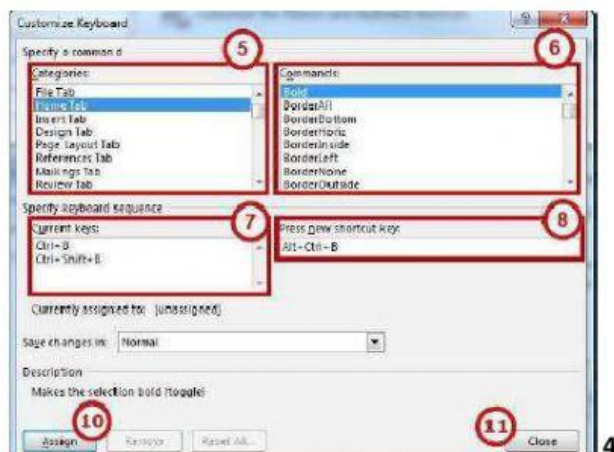 Customize Keyboard
Specify a command
Categories:
File Tab
Home Tab
Insert Tab
Design Tab
Page Layout Tab
References Tab
Mailings Tab
Review Tab
5
Commands:
Bold
BorderAll
BorderBottom
BorderHoriz
BorderInside
BorderLeft
BorderNone
BorderOutside
6
Specify keyboard sequence
Current keys:
Ctrl+B
Ctrl+Shift+B
7
Press new shortcut key:
Alt+Ctrl+B
8
Currently assigned to: [unassigned]
Save changes in: Normal
Description
Makes the selection bold (toggle)
10
11
Assign Remove Reset All... Close
4